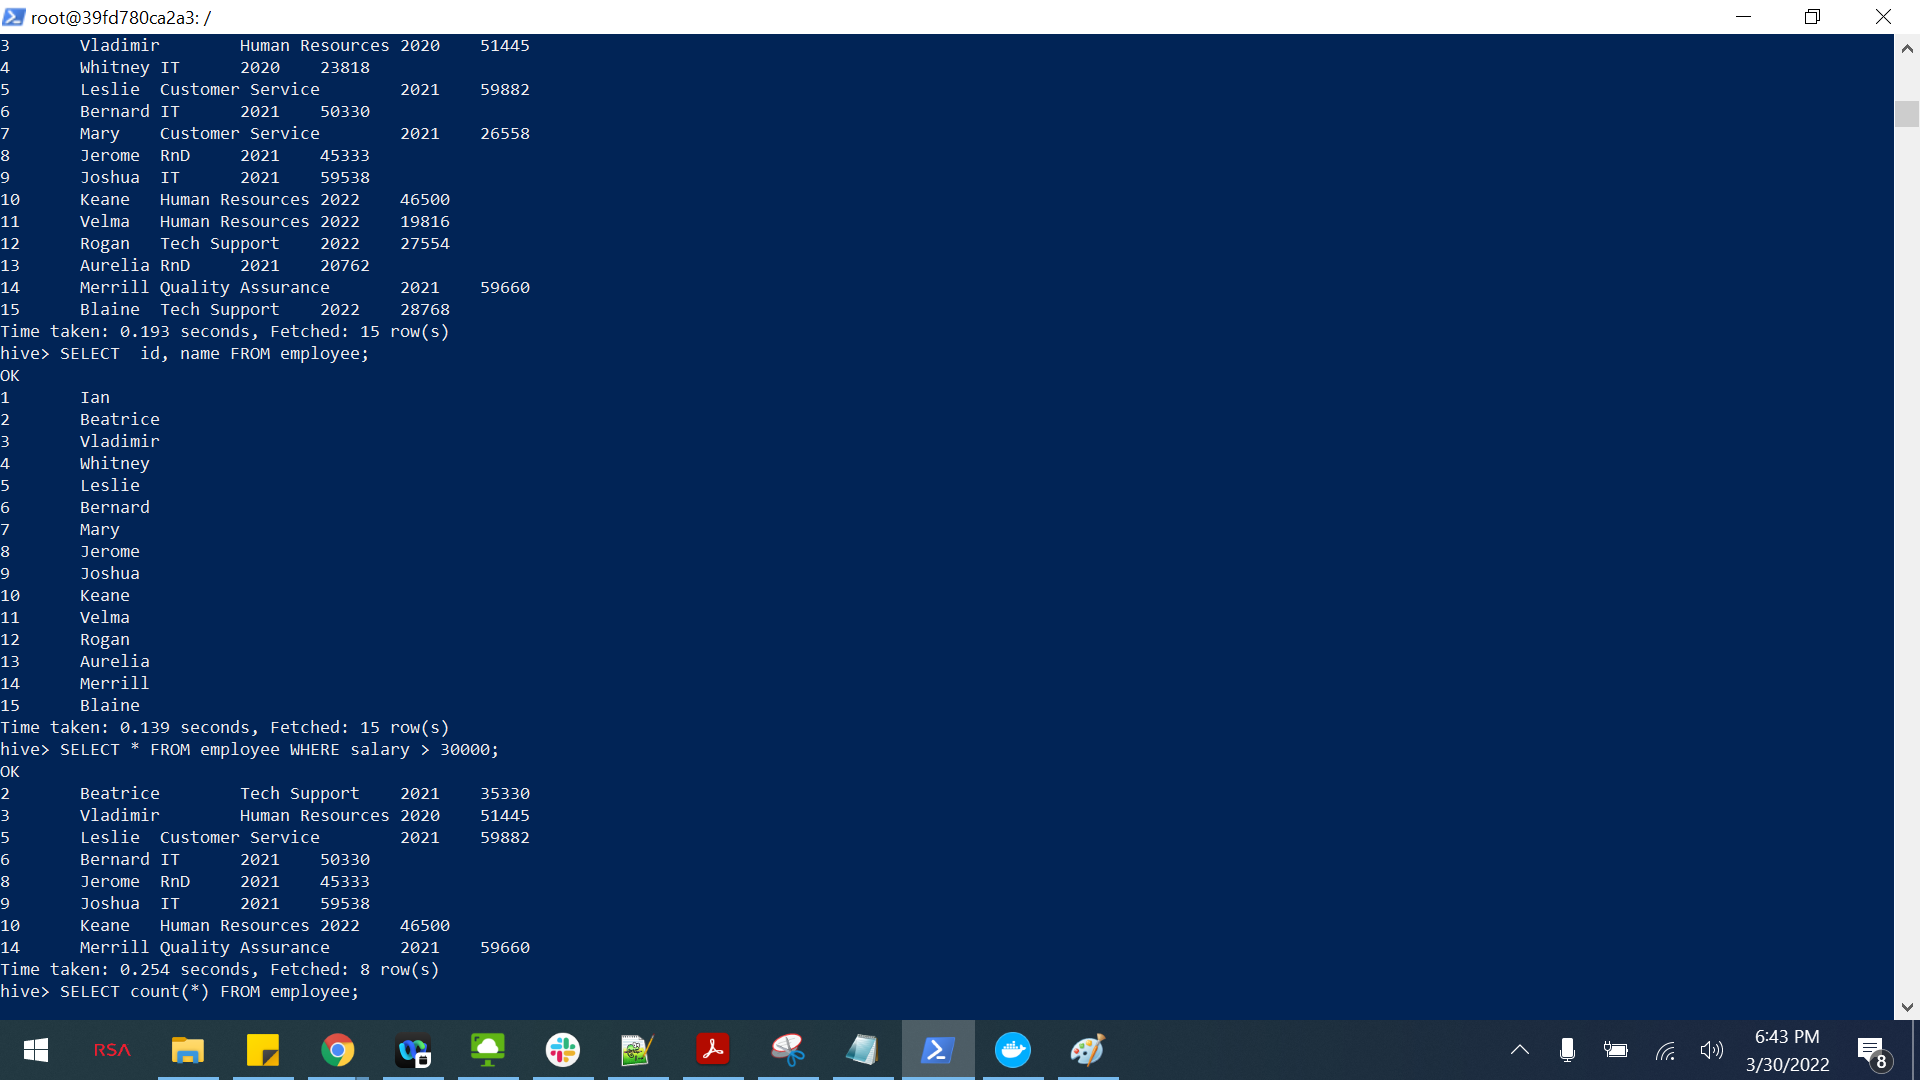 root@39fd780ca2a3: /
3 Vladimir Human Resources 2020 51445
4 Whitney IT 2020 23818
5 Leslie Customer Service 2021 59882
6 Bernard IT 2021 50330
7 Mary Customer Service 2021 26558
8 Jerome RnD 2021 45333
9 Joshua IT 2021 59538
10 Keane Human Resources 2022 46500
11 Velma Human Resources 2022 19816
12 Rogan Tech Support 2022 27554
13 Aurelia RnD 2021 20762
14 Merrill Quality Assurance 2021 59660
15 Blaine Tech Support 2022 28768
Time taken: 0.193 seconds, Fetched: 15 row(s)
hive> SELECT  id, name FROM employee;
OK
1 Ian
2 Beatrice
3 Vladimir
4 Whitney
5 Leslie
6 Bernard
7 Mary
8 Jerome
9 Joshua
10 Keane
11 Velma
12 Rogan
13 Aurelia
14 Merrill
15 Blaine
Time taken: 0.139 seconds, Fetched: 15 row(s)
hive> SELECT * FROM employee WHERE salary > 30000;
OK
2 Beatrice Tech Support 2021 35330
3 Vladimir Human Resources 2020 51445
5 Leslie Customer Service 2021 59882
6 Bernard IT 2021 50330
8 Jerome RnD 2021 45333
9 Joshua IT 2021 59538
10 Keane Human Resources 2022 46500
14 Merrill Quality Assurance 2021 59660
Time taken: 0.254 seconds, Fetched: 8 row(s)
hive> SELECT count(*) FROM employee;
RSA
6:43 PM
3/30/2022
8